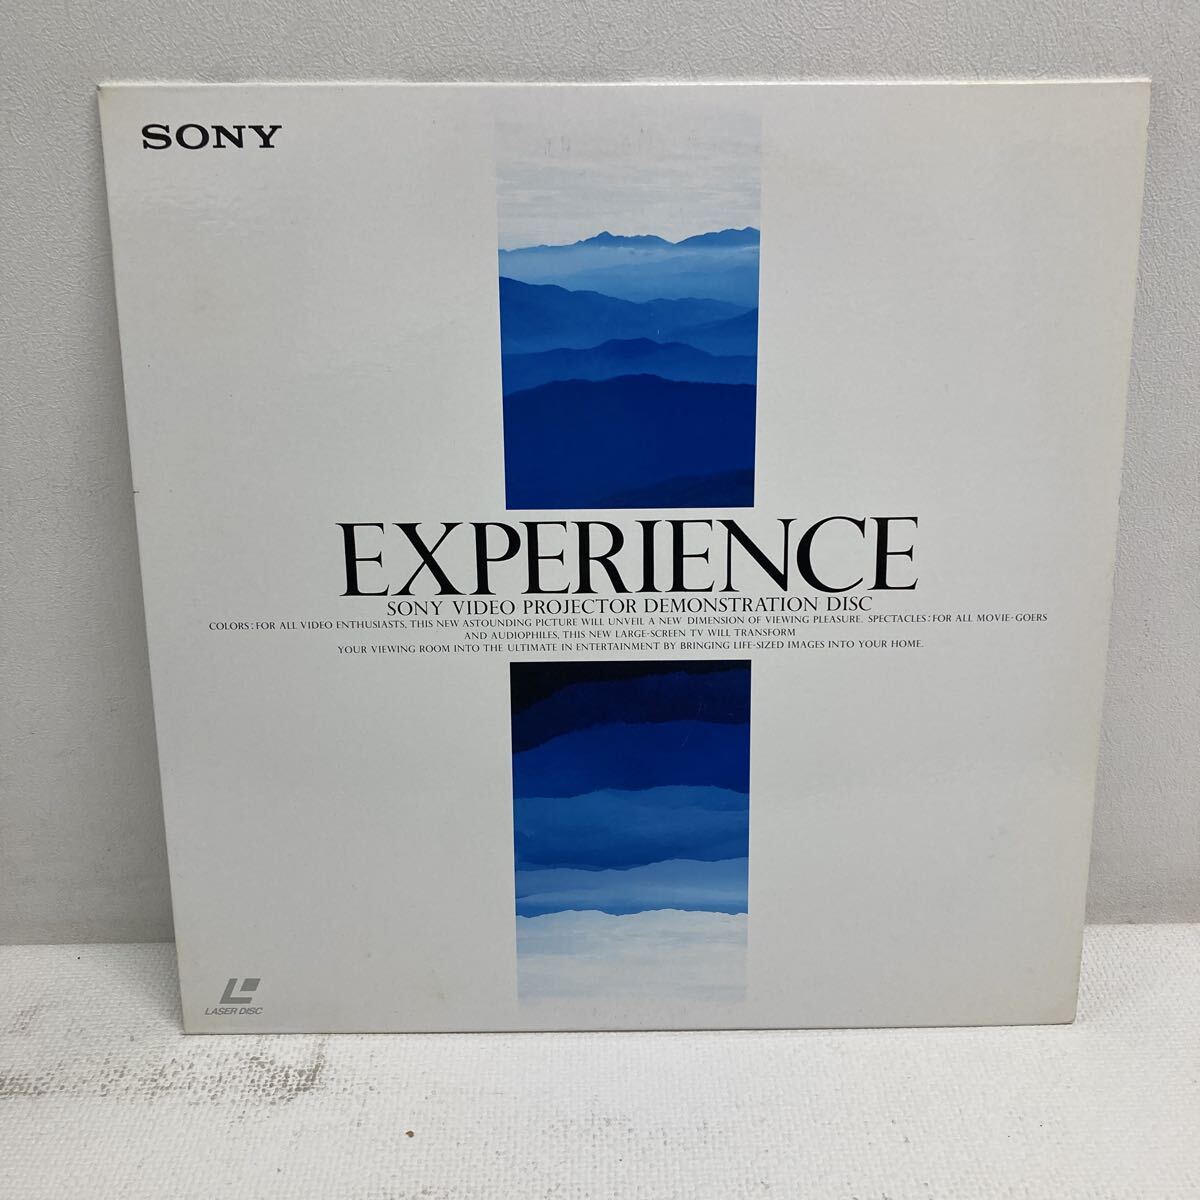 SONY
EXPERIENCE
SONY VIDEO PROJECTOR DEMONSTRATION DISC
COLORS: FOR ALL VIDEO ENTHUSIASTS, THIS NEW ASTOUNDING PICTURE WILL UNVEIL A NEW DIMENSION OF VIEWING PLEASURE. SPECTACLES: FOR ALL MOVIE-GOERS
AND AUDIOPHILES, THIS NEW LARGE-SCREEN TV WILL TRANSFORM
YOUR VIEWING ROOM INTO THE ULTIMATE IN ENTERTAINMENT BY BRINGING LIFE-SIZED IMAGES INTO YOUR HOME.
LASER DISC